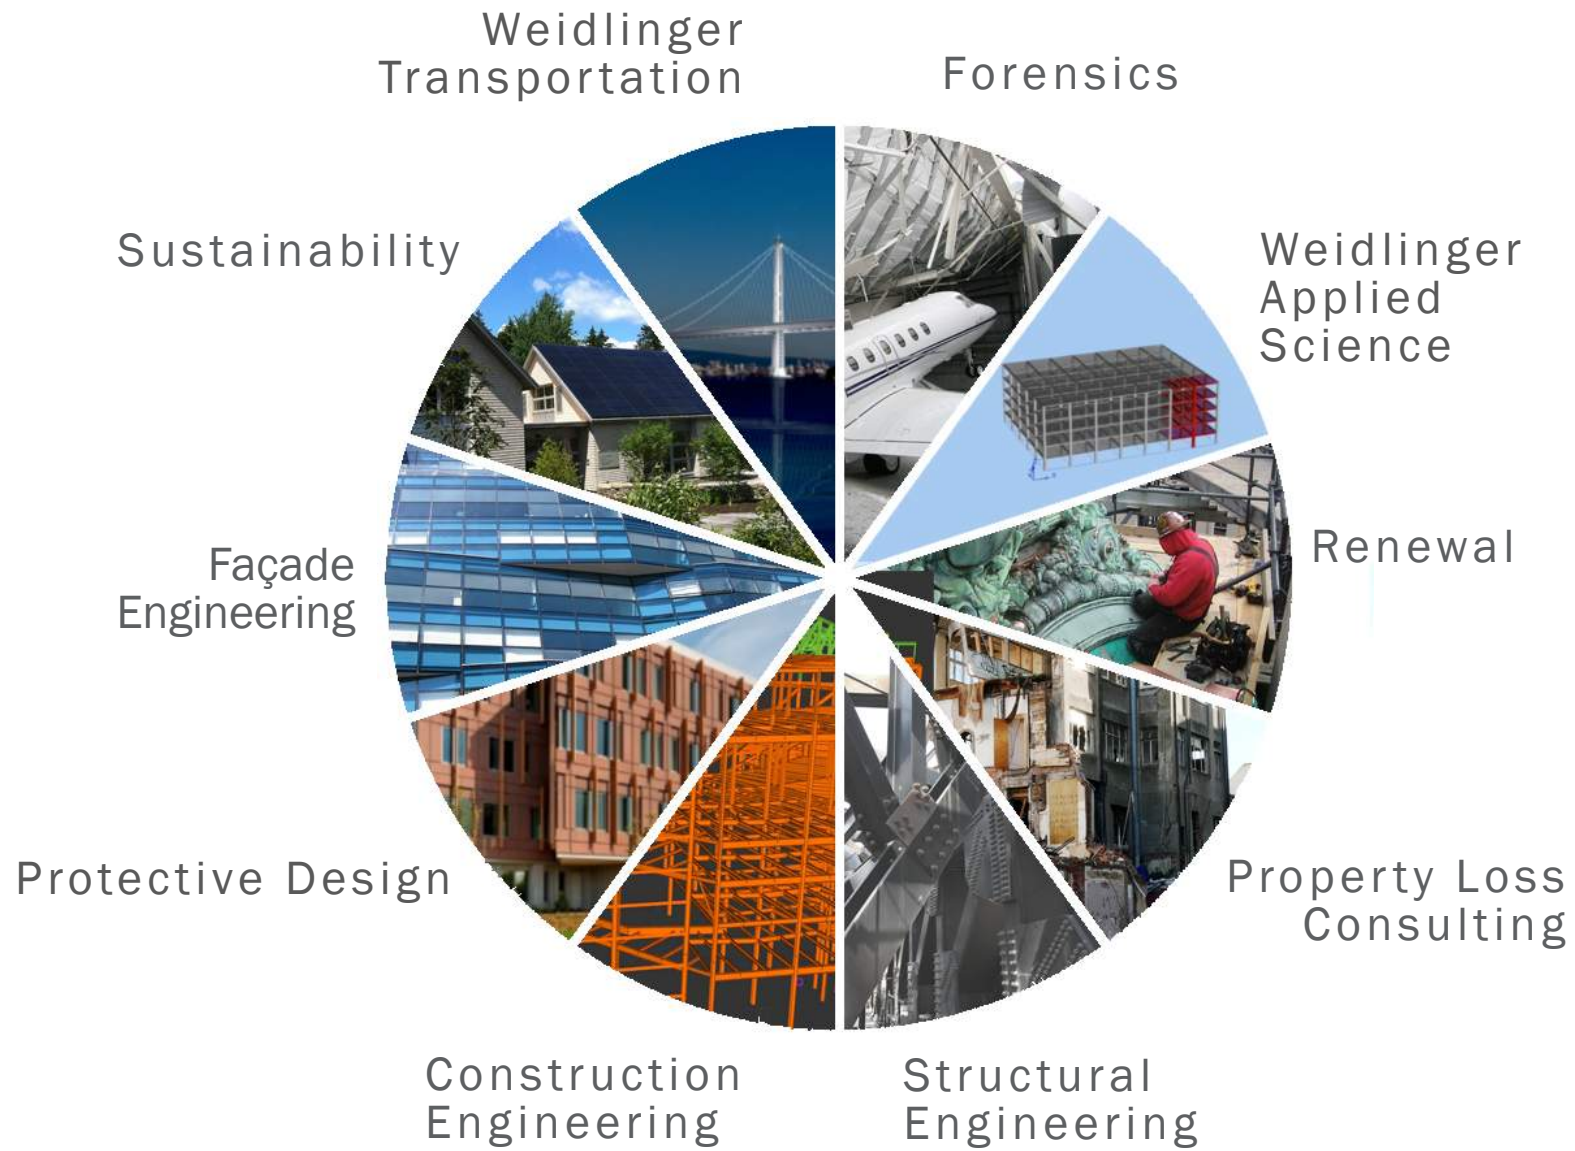 Weidlinger
Transportation
Forensics
Sustainability
Weidlinger
Applied
Science
Façade
Engineering
Renewal
Protective Design
Property Loss
Consulting
Construction
Engineering
Structural
Engineering